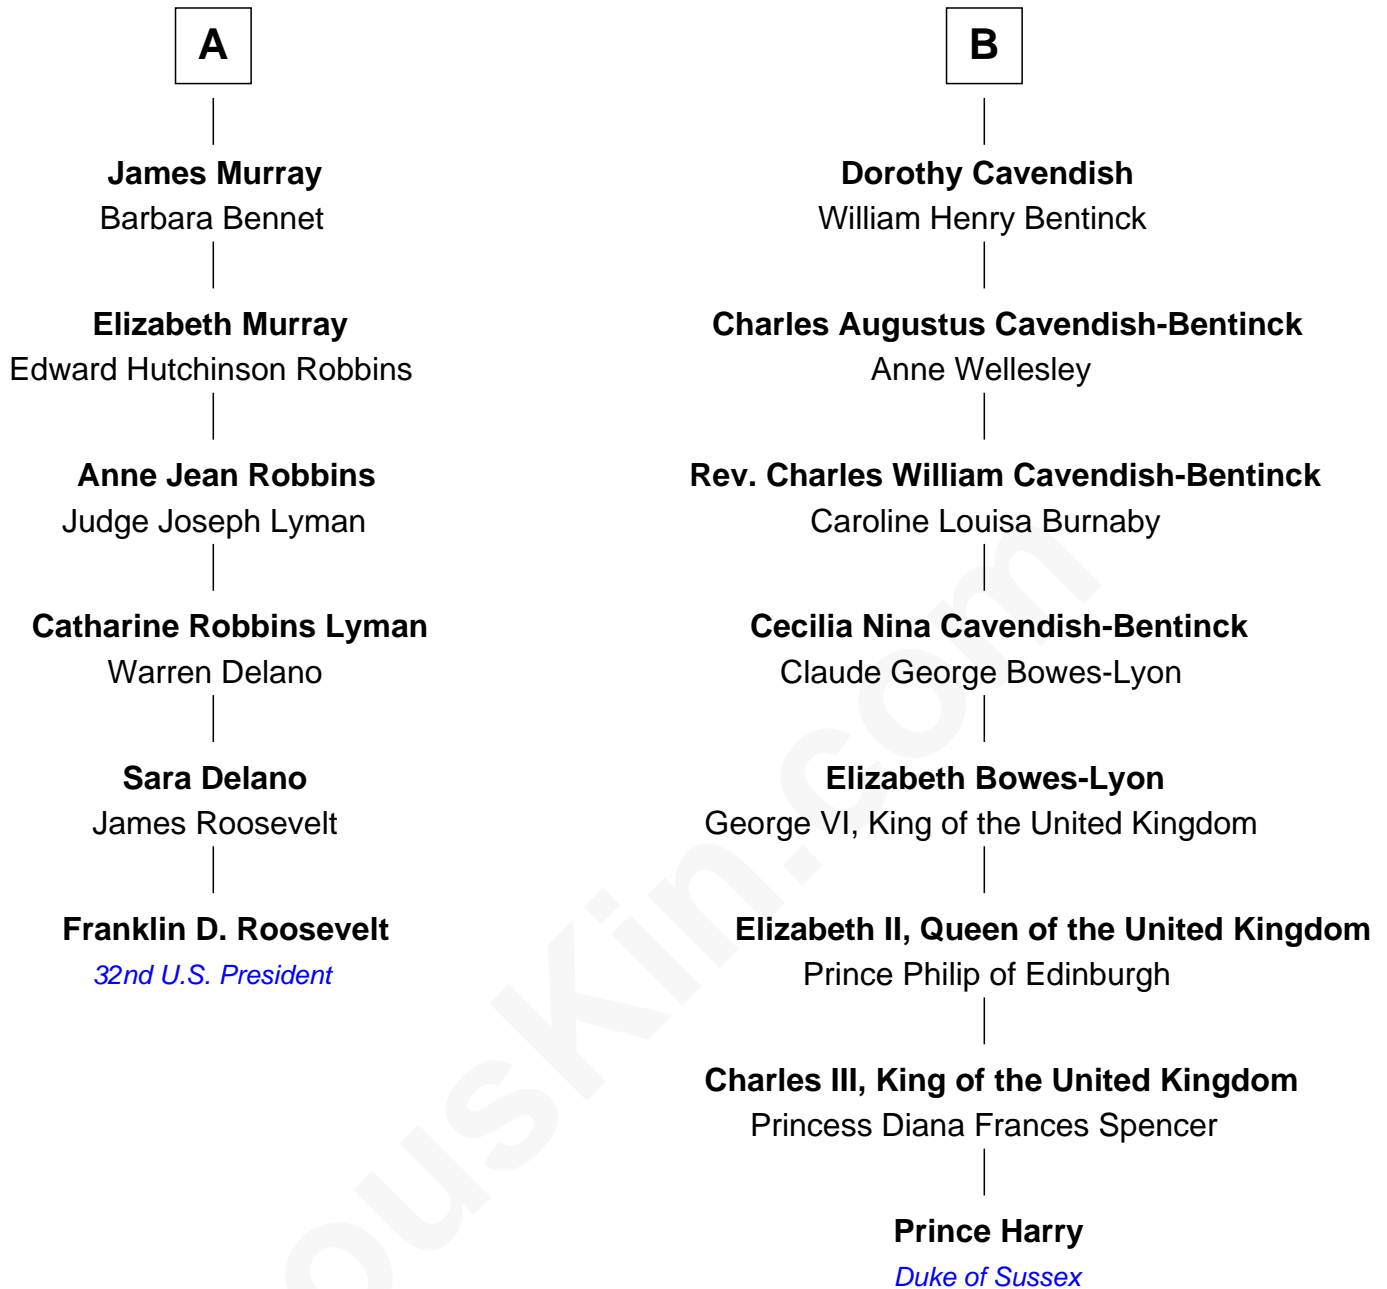 A
James Murray
Barbara Bennet
Elizabeth Murray
Edward Hutchinson Robbins
Anne Jean Robbins
Judge Joseph Lyman
Catharine Robbins Lyman
Warren Delano
Sara Delano
James Roosevelt
Franklin D. Roosevelt
32nd U.S. President
B
Dorothy Cavendish
William Henry Bentinck
Charles Augustus Cavendish-Bentinck
Anne Wellesley
Rev. Charles William Cavendish-Bentinck
Caroline Louisa Burnaby
Cecilia Nina Cavendish-Bentinck
Claude George Bowes-Lyon
Elizabeth Bowes-Lyon
George VI, King of the United Kingdom
Elizabeth II, Queen of the United Kingdom
Prince Philip of Edinburgh
Charles III, King of the United Kingdom
Princess Diana Frances Spencer
Prince Harry
Duke of Sussex
ousKin.com